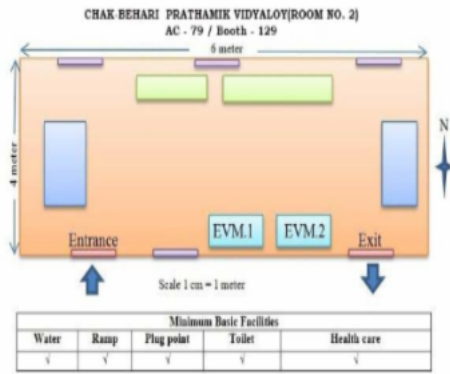 CHAK BEHARI PRATHAMIK VIDYALOY(ROOM NO. 2)
AC - 79 / Booth - 129
6 meter
4 meter
N
EVM.1 EVM.2
Entrance Exit
Scale 1 cm = 1 meter
Minimum Basic Facilities
Water Ramp Plug point Toilet Health care
√ √ √ √ √